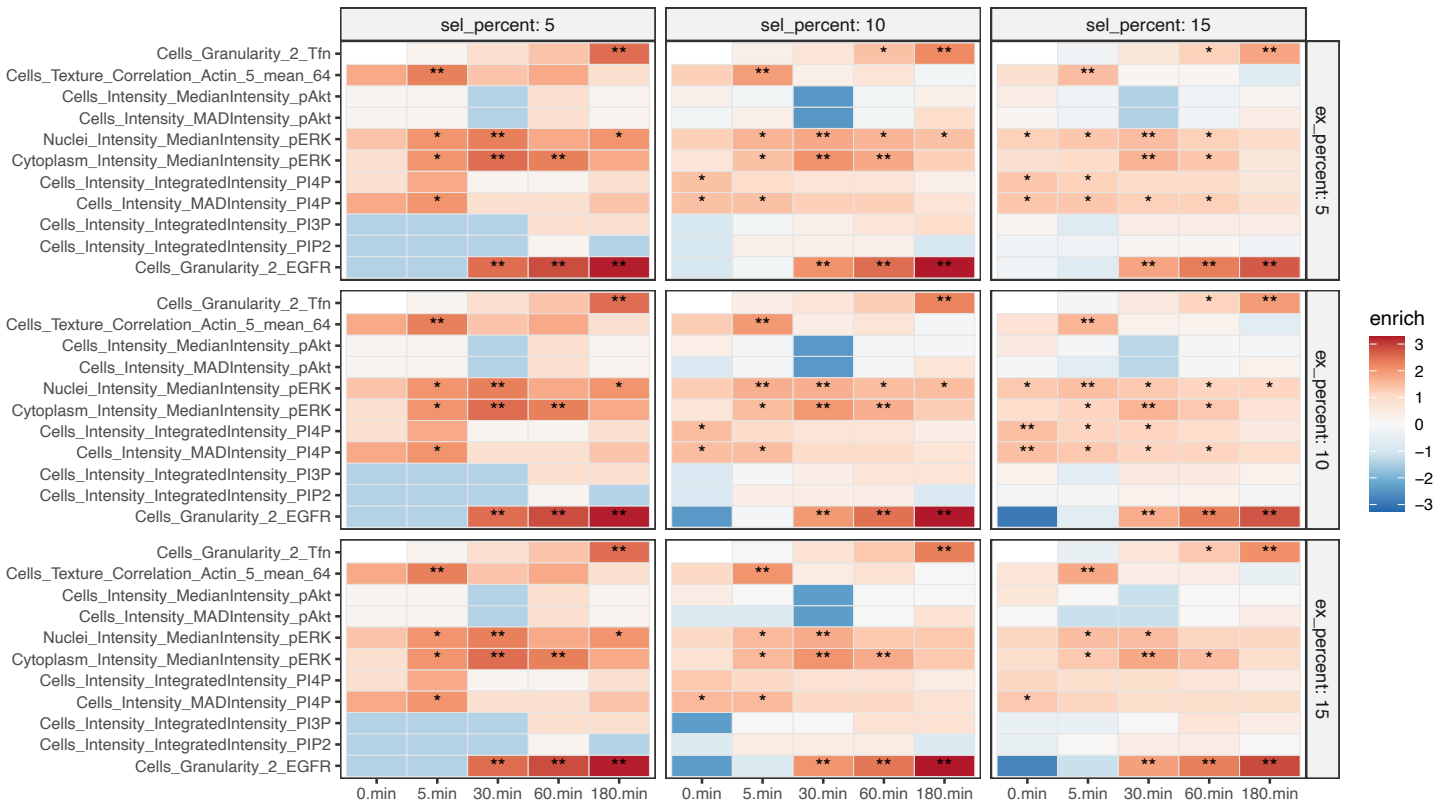 sel_percent: 5
sel_percent: 10
sel_percent: 15
Cells_Granularity_2_Tfn ** * ** * **
Cells_Texture_Correlation_Actin_5_mean_64 ** ** **
Cells_Intensity_MedianIntensity_pAkt
Cells_Intensity_MADIntensity_pAkt
Nuclei_Intensity_MedianIntensity_pERK * ** * * ** * * * * ** *
Cytoplasm_Intensity_MedianIntensity_pERK * ** ** * ** ** ** *
Cells_Intensity_IntegratedIntensity_PI4P * * *
Cells_Intensity_MADIntensity_PI4P * * * * * * *
Cells_Intensity_IntegratedIntensity_PI3P
Cells_Intensity_IntegratedIntensity_PIP2
Cells_Granularity_2_EGFR ** ** ** ** ** ** ** ** **
ex_percent: 5
Cells_Granularity_2_Tfn ** ** * **
Cells_Texture_Correlation_Actin_5_mean_64 ** ** **
Cells_Intensity_MedianIntensity_pAkt
Cells_Intensity_MADIntensity_pAkt
Nuclei_Intensity_MedianIntensity_pERK * ** * ** ** * * * ** * * *
Cytoplasm_Intensity_MedianIntensity_pERK * ** ** * ** ** * ** *
Cells_Intensity_IntegratedIntensity_PI4P * ** * *
Cells_Intensity_MADIntensity_PI4P * * * ** * * *
Cells_Intensity_IntegratedIntensity_PI3P
Cells_Intensity_IntegratedIntensity_PIP2
Cells_Granularity_2_EGFR ** ** ** ** ** ** ** ** **
ex_percent: 10
Cells_Granularity_2_Tfn ** ** * **
Cells_Texture_Correlation_Actin_5_mean_64 ** ** **
Cells_Intensity_MedianIntensity_pAkt
Cells_Intensity_MADIntensity_pAkt
Nuclei_Intensity_MedianIntensity_pERK * ** * * ** * *
Cytoplasm_Intensity_MedianIntensity_pERK * ** ** * ** ** * ** *
Cells_Intensity_IntegratedIntensity_PI4P
Cells_Intensity_MADIntensity_PI4P * * * *
Cells_Intensity_IntegratedIntensity_PI3P
Cells_Intensity_IntegratedIntensity_PIP2
Cells_Granularity_2_EGFR ** ** ** ** ** ** ** ** **
ex_percent: 15
0.min 5.min 30.min 60.min 180.min
0.min 5.min 30.min 60.min 180.min
0.min 5.min 30.min 60.min 180.min
enrich
3
2
1
0
−1
−2
−3